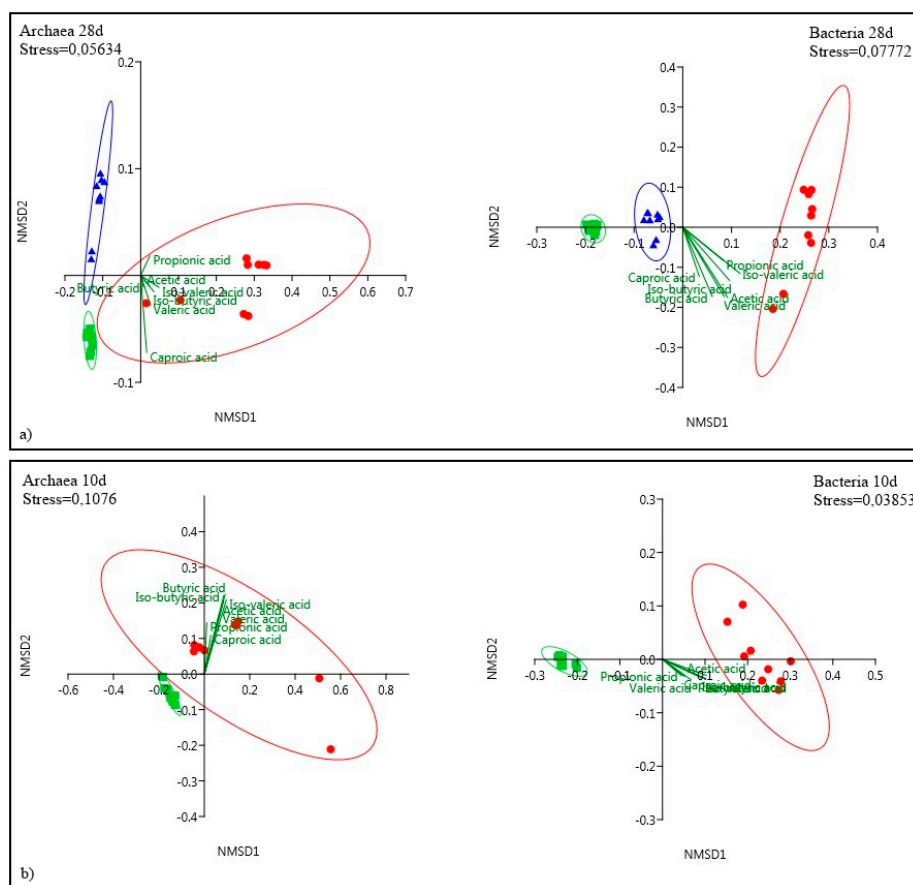 Archaea 28d
Stress=0,05634
0.2
0.1
-0.1
-0.2
-0.1
0.1
0.2
0.3
0.4
0.5
0.6
0.7
Propionic acid
Acetic acid
Butyric acid
Iso-valeric acid
Iso-butyric acid
Valeric acid
Caproic acid
NMSD2
NMSD1
a)
Bacteria 28d
Stress=0,07772
0.4
0.3
0.2
0.1
-0.1
-0.2
-0.3
-0.4
-0.3
-0.2
-0.1
0.1
0.2
0.3
0.4
Propionic acid
Iso-valeric acid
Caproic acid
Iso-butyric acid
Butyric acid
Acetic acid
Valeric acid
NMSD2
NMSD1
Archaea 10d
Stress=0,1076
0.5
0.4
0.3
0.2
0.1
-0.1
-0.2
-0.3
-0.4
-0.6
-0.4
-0.2
0.2
0.4
0.6
0.8
Butyric acid
Iso-butyric acid
Iso-valeric acid
Acetic acid
Valeric acid
Propionic acid
Caproic acid
NMSD2
NMSD1
b)
Bacteria 10d
Stress=0,03853
0.3
0.2
0.1
0.0
-0.1
-0.2
-0.3
-0.3
-0.2
-0.1
0.1
0.2
0.3
0.4
0.5
Acetic acid
Propionic acid
Valeric acid
acid
NMSD2
NMSD1